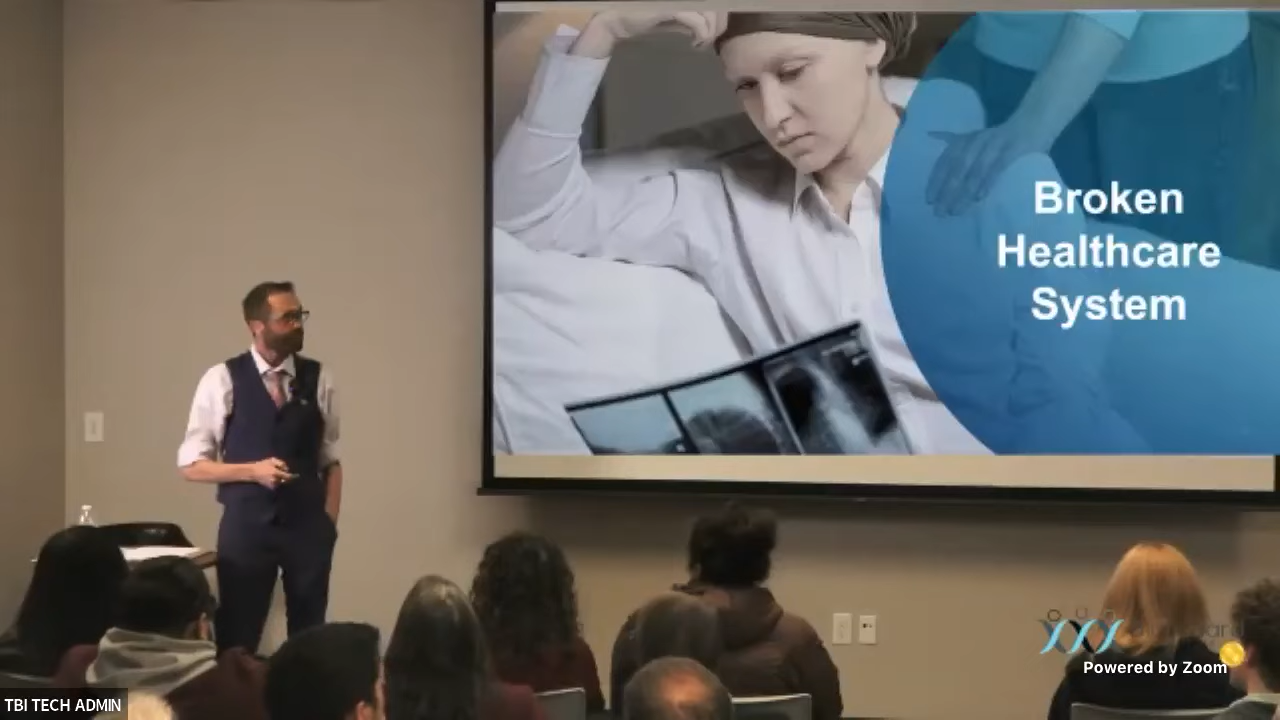 Broken
Healthcare
System
Powered by Zoom
TBI TECH ADMIN